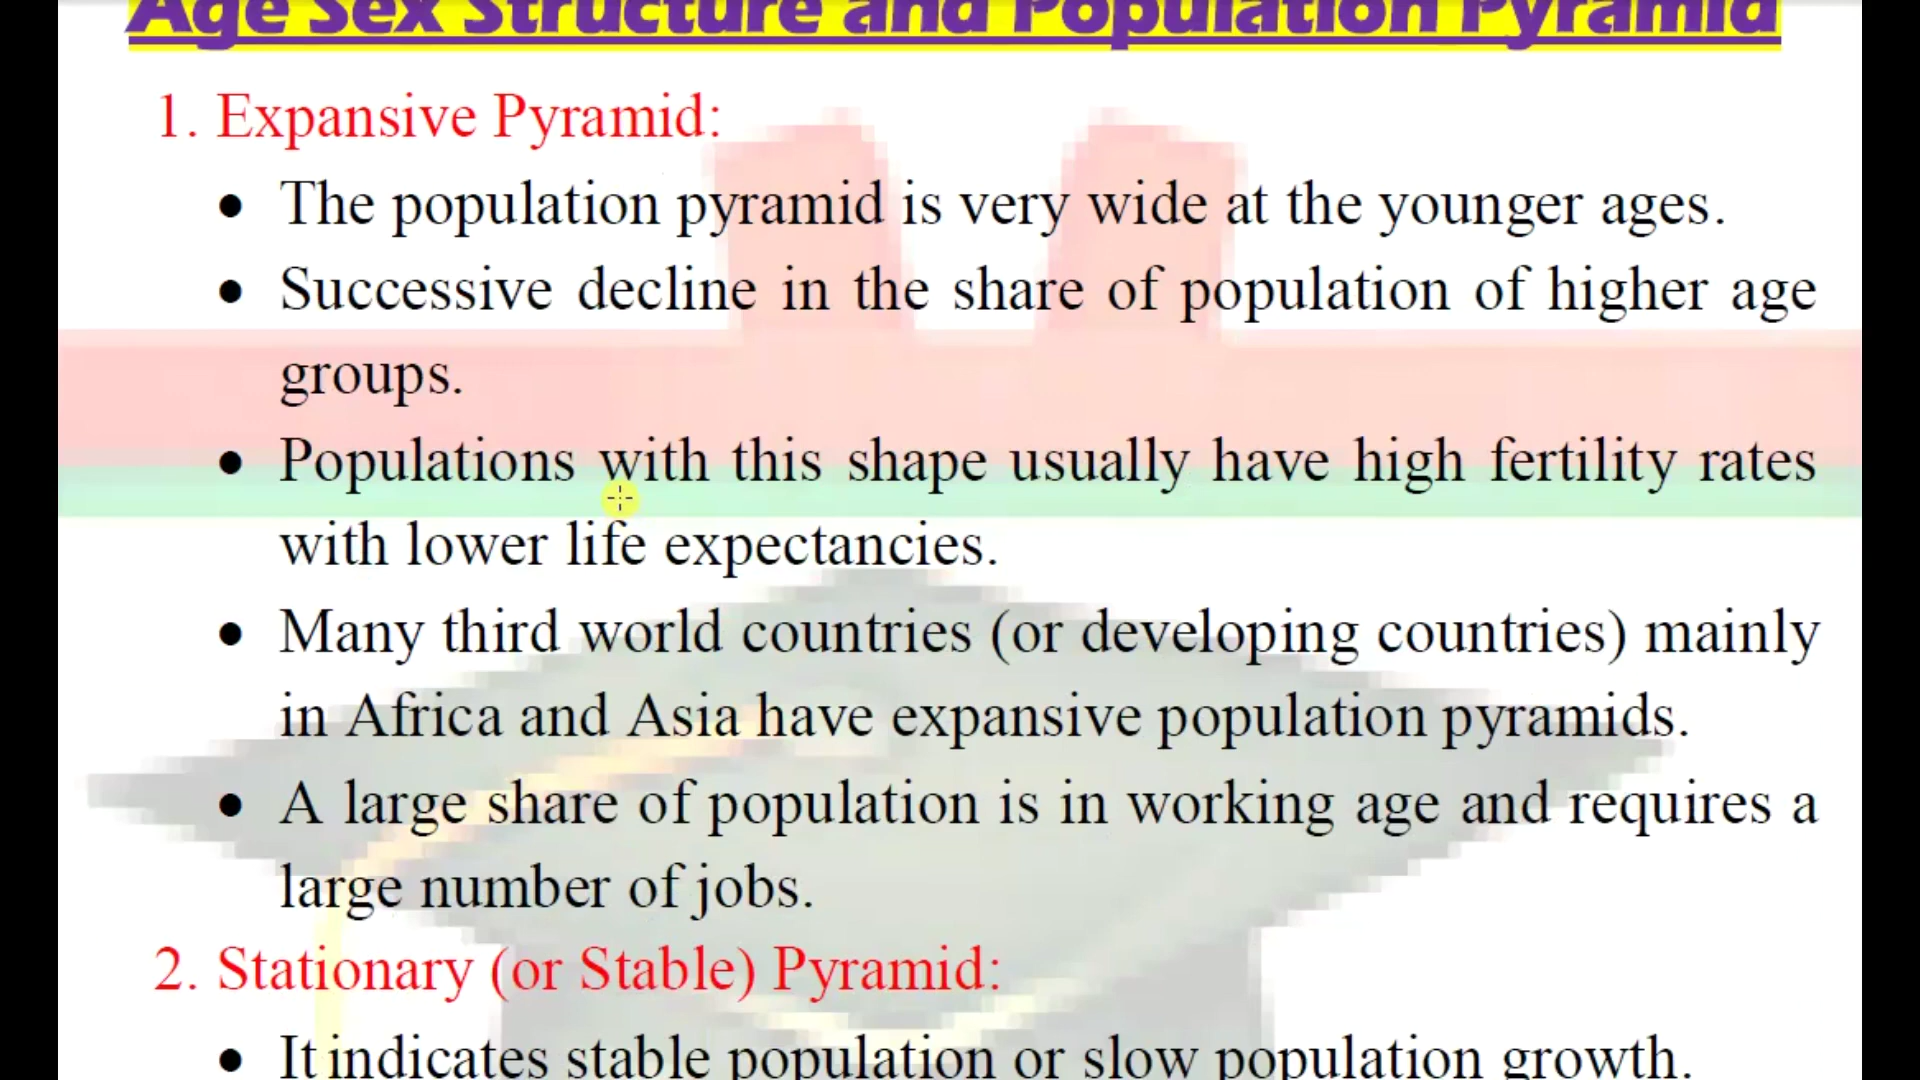 Age Sex Structure and Population Pyramid
1. Expansive Pyramid:
• The population pyramid is very wide at the younger ages.
• Successive decline in the share of population of higher age
groups.
• Populations with this shape usually have high fertility rates
with lower life expectancies.
• Many third world countries (or developing countries) mainly
in Africa and Asia have expansive population pyramids.
• A large share of population is in working age and requires a
large number of jobs.
2. Stationary (or Stable) Pyramid:
• It indicates stable population or slow population growth.